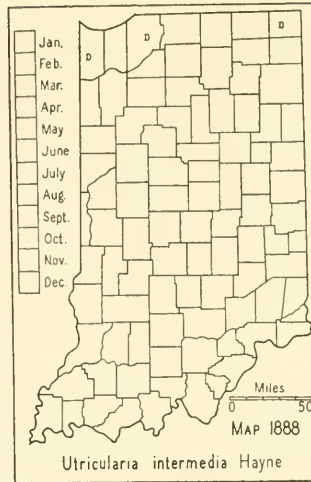 D
D
D
Jan.
Feb.
Mar.
Apr.
May
June
July
Aug.
Sept.
Oct.
Nov.
Dec.
Miles
0 50
MAP 1888
Utricularia intermedia Hayne